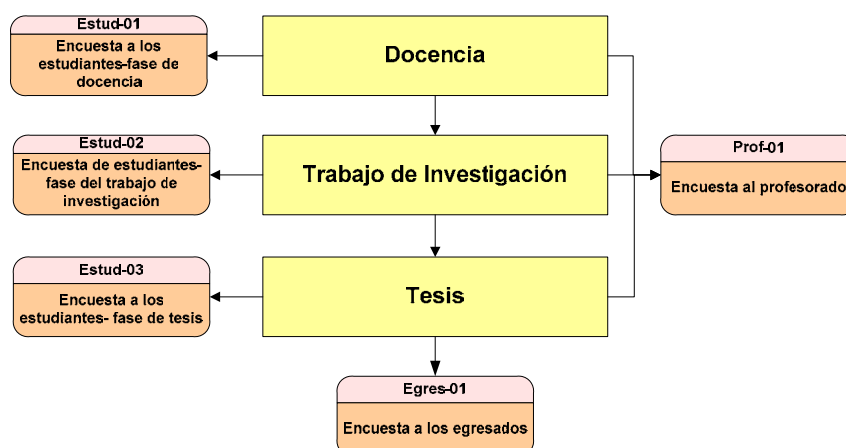 Estud-01
Encuesta a los
estudiantes-fase de
docencia
Docencia
Estud-02
Encuesta de estudiantes-
fase del trabajo de
investigación
Trabajo de Investigación
Prof-01
Encuesta al profesorado
Estud-03
Encuesta a los
estudiantes- fase de tesis
Tesis
Egres-01
Encuesta a los egresados